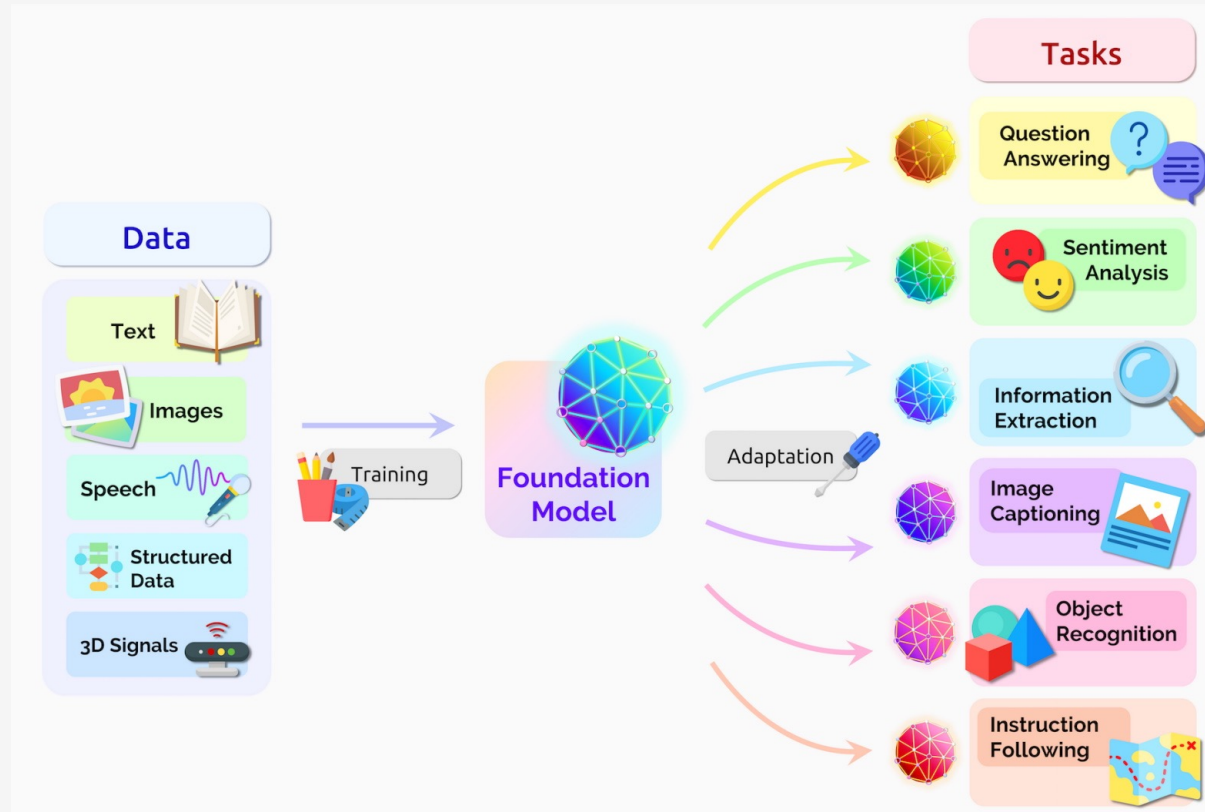 Data
Text
Images
Speech
Structured
Data
3D Signals
Training
Foundation
Model
Adaptation
Tasks
Question
Answering
?
Sentiment
Analysis
Information
Extraction
Image
Captioning
Object
Recognition
Instruction
Following